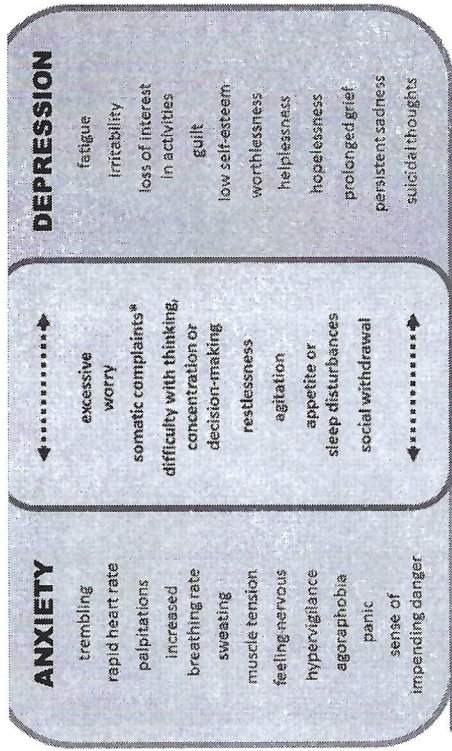 ANXIETY
trembling
rapid heart rate
palpitations
increased
breathing rate
sweating
muscle tension
feeling nervous
hypervigilance
agoraphobia
panic
sense of
impending danger
excessive
worry
somatic complaints*
difficulty with thinking,
concentration or
decision-making
restlessness
agitation
appetite or
sleep disturbances
social withdrawal
DEPRESSION
fatigue
irritability
loss of interest
in activities
guilt
low self-esteem
worthlessness
helplessness
hopelessness
prolonged grief
persistent sadness
suicidal thoughts